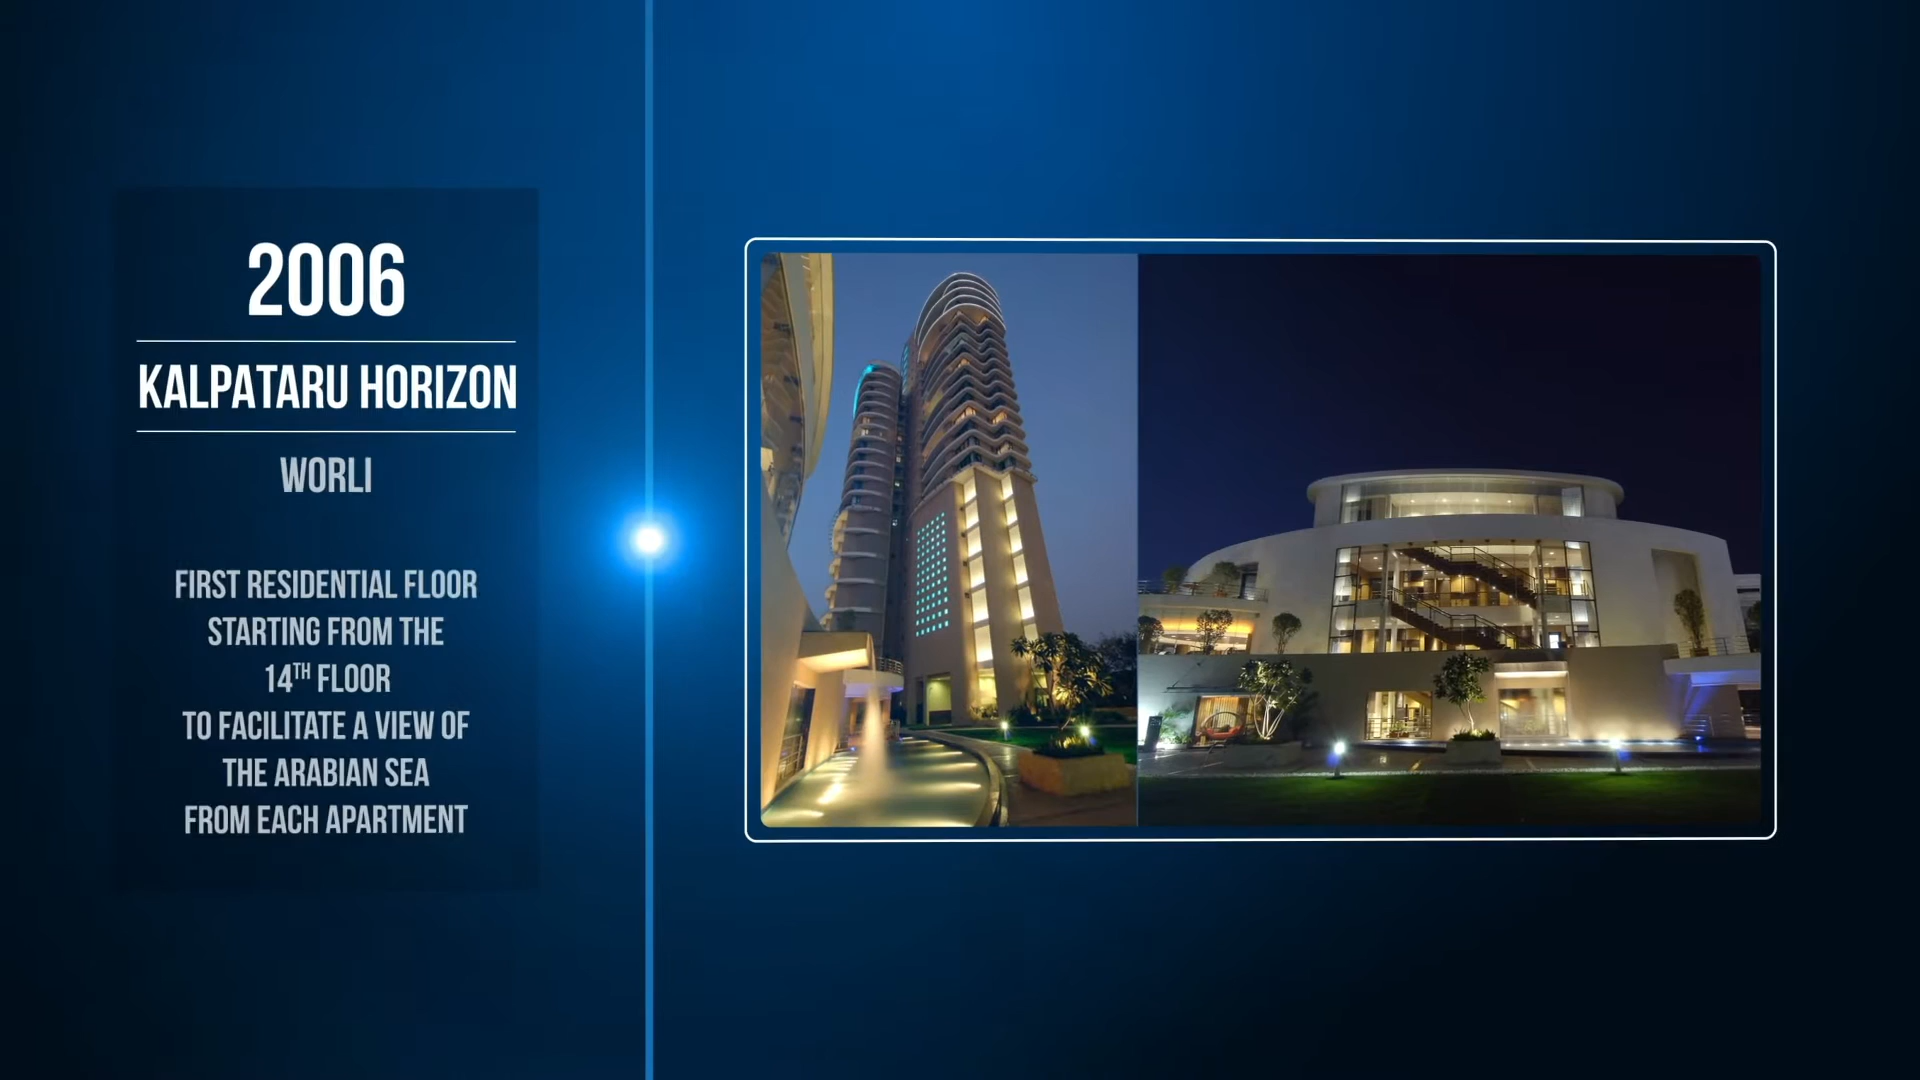 2006
KALPATARU HORIZON
WORLI
FIRST RESIDENTIAL FLOOR
STARTING FROM THE
14TH FLOOR
TO FACILITATE A VIEW OF
THE ARABIAN SEA
FROM EACH APARTMENT